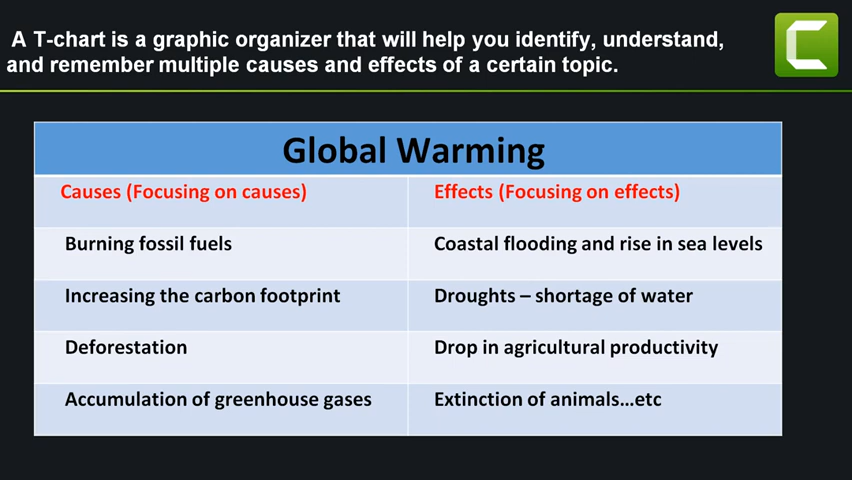 A T-chart is a graphic organizer that will help you identify, understand,
and remember multiple causes and effects of a certain topic.
Global Warming
Causes (Focusing on causes)
Effects (Focusing on effects)
Burning fossil fuels
Coastal flooding and rise in sea levels
Increasing the carbon footprint
Droughts – shortage of water
Deforestation
Drop in agricultural productivity
Accumulation of greenhouse gases
Extinction of animals…etc